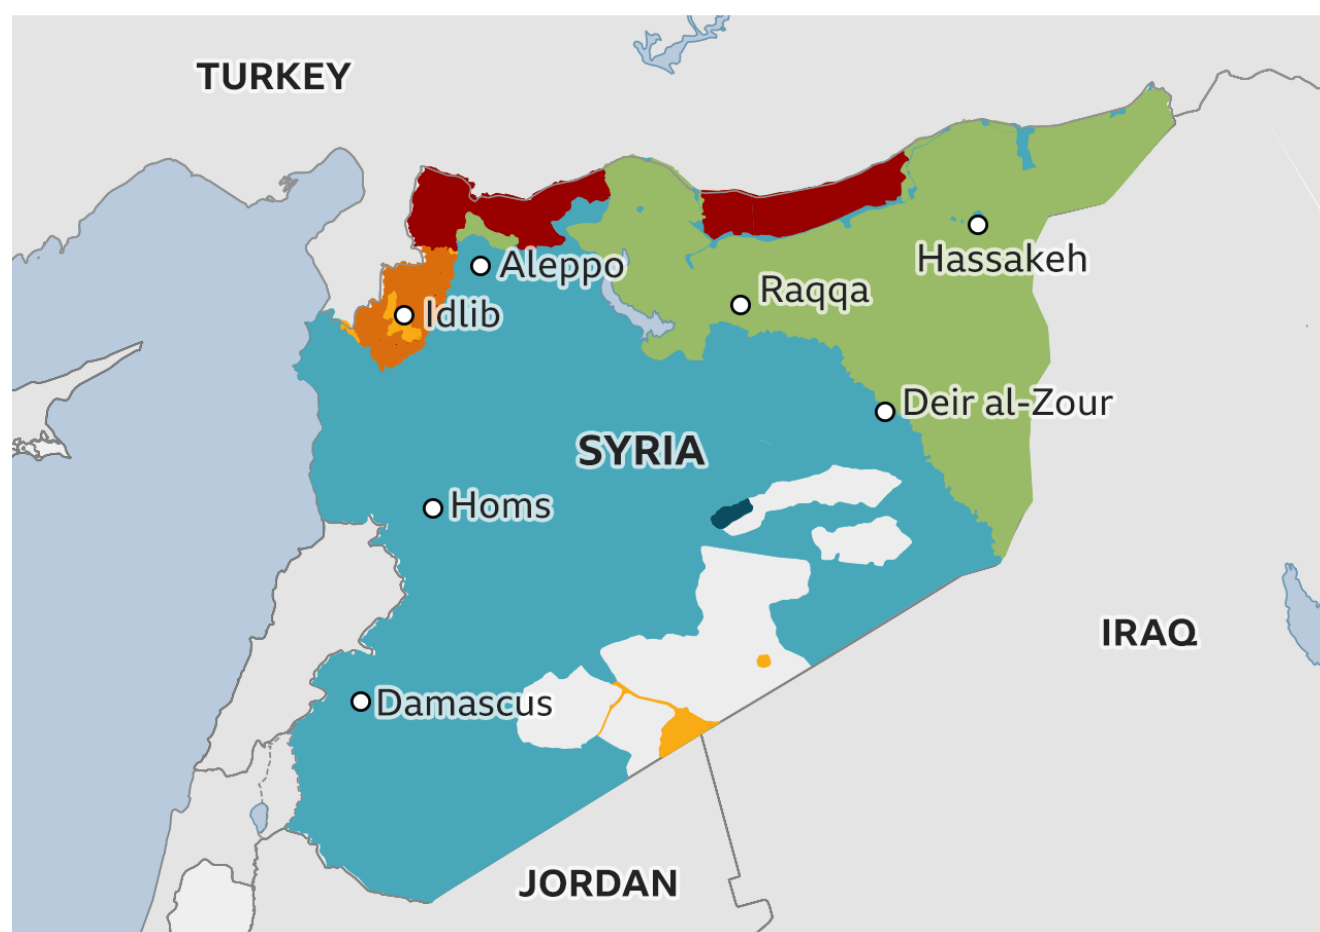 TURKEY
Hassakeh
Aleppo
Raqqa
Idlib
Deir al-Zour
SYRIA
Homs
IRAQ
Damascus
JORDAN